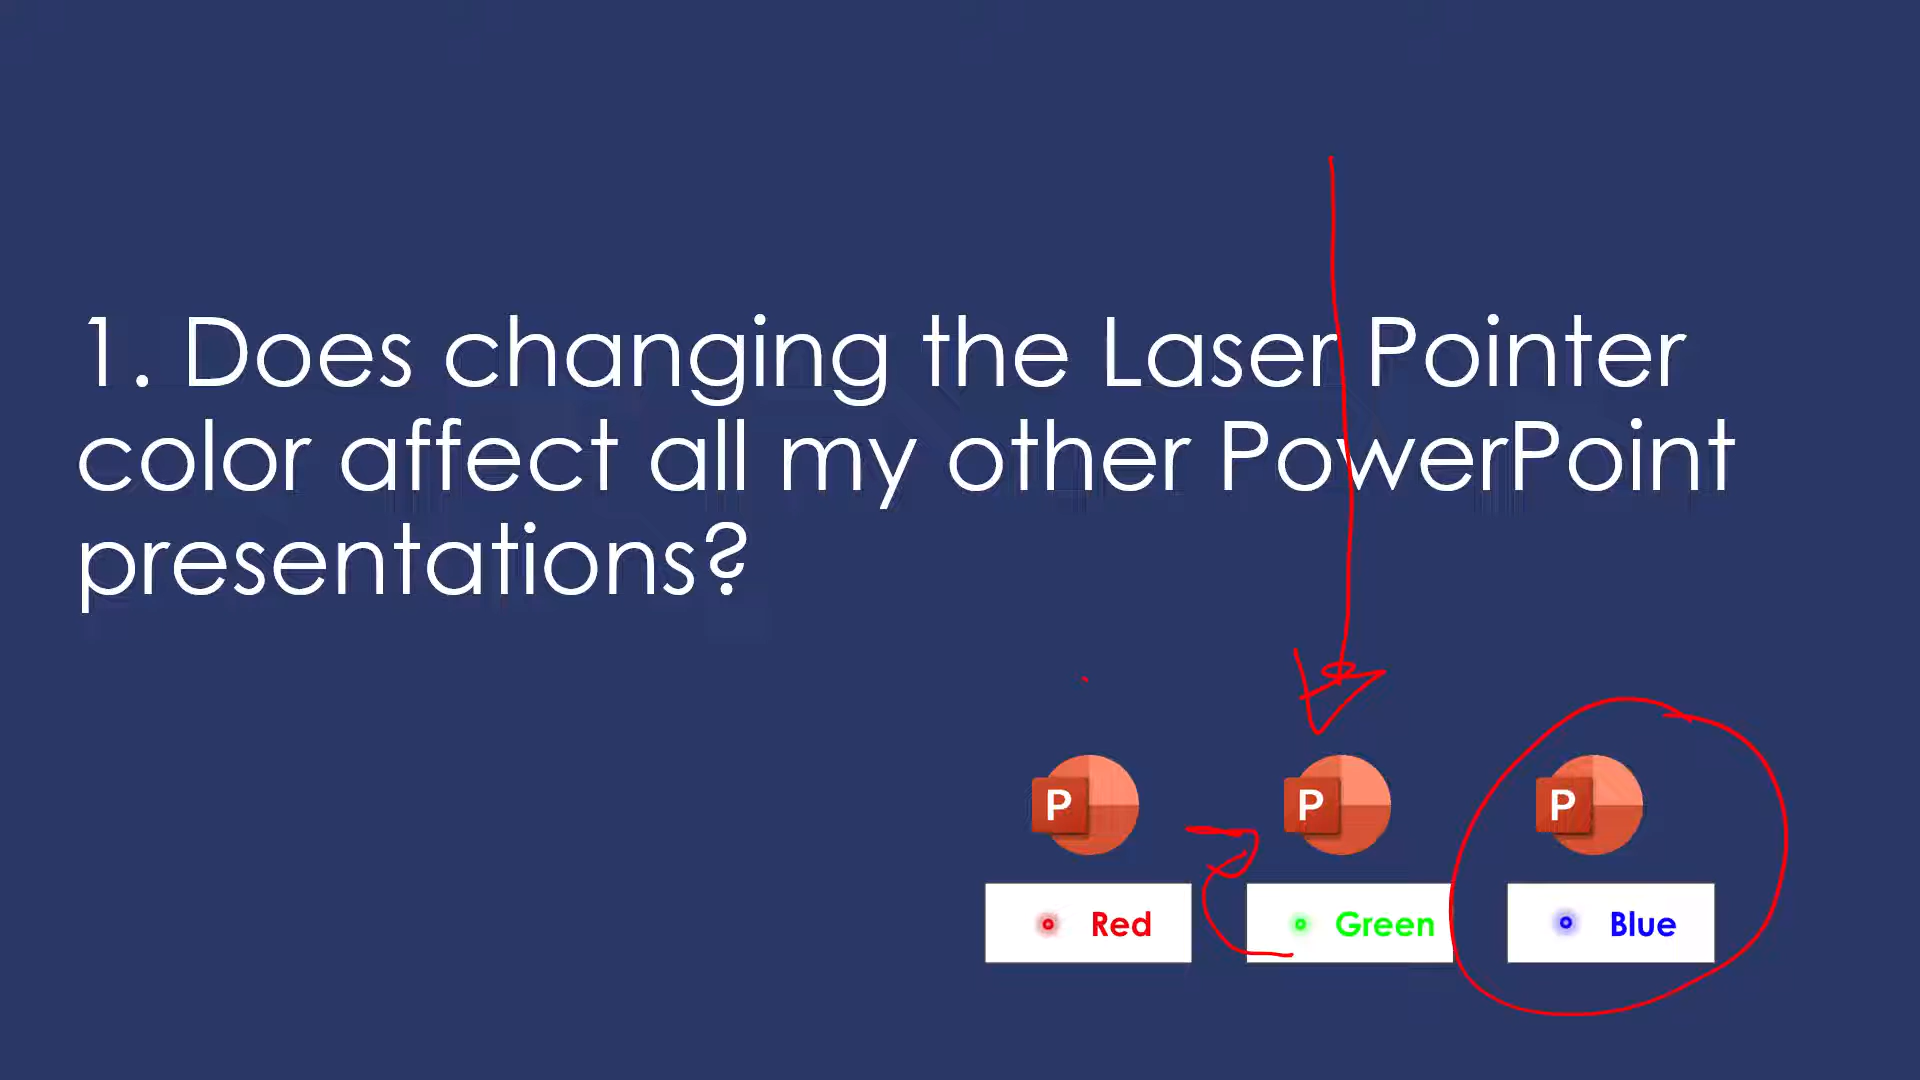 1. Does changing the Laser Pointer
color affect all my other PowerPoint
presentations?
P P P
Red Green Blue